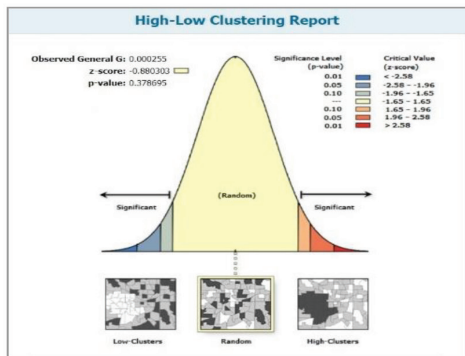 High-Low Clustering Report
Observed General G: 0.000255
z-score: -0.880303
p-value: 0.378695
Significance Level
(p-value)
Critical Value
(z-score)
0.01 < -2.58
0.05 -2.58 - -1.96
0.10 -1.96 - -1.65
--- -1.65 - 1.65
0.10 1.65 - 1.96
0.05 1.96 - 2.58
0.01 > 2.58
Significant
(Random)
Significant
Low-Clusters
Random
High-Clusters